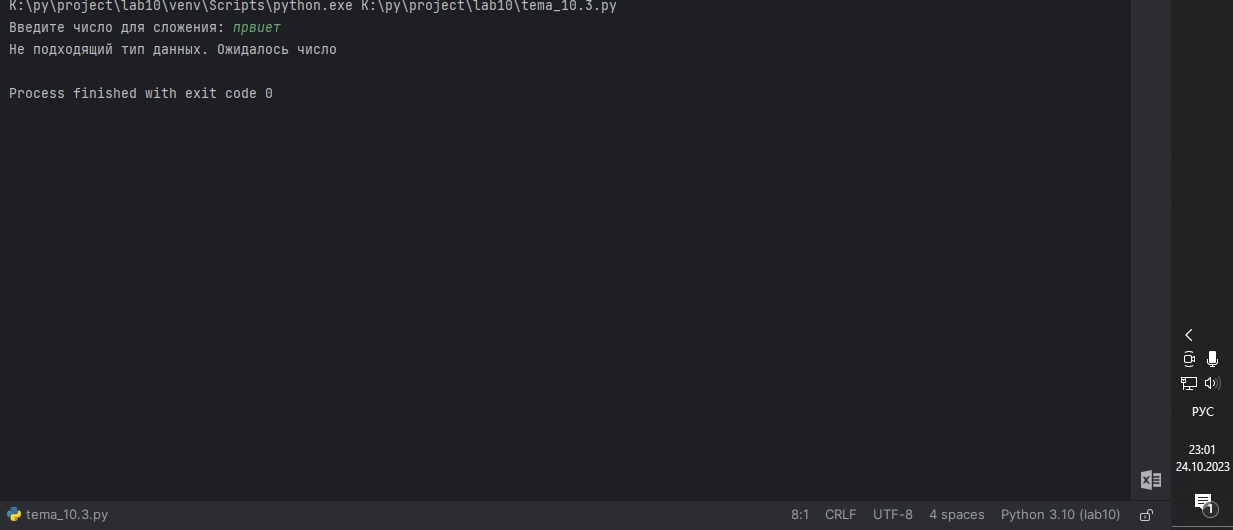 K:\py\project\lab10\venv\Scripts\python.exe K:\py\project\lab10\tema_10.3.py
Введите число для сложения: првиет
Не подходящий тип данных. Ожидалось число
Process finished with exit code 0
РУС
23:01
24.10.2023
1
tema_10.3.py 8:1 CRLF UTF-8 4 spaces Python 3.10 (lab10)